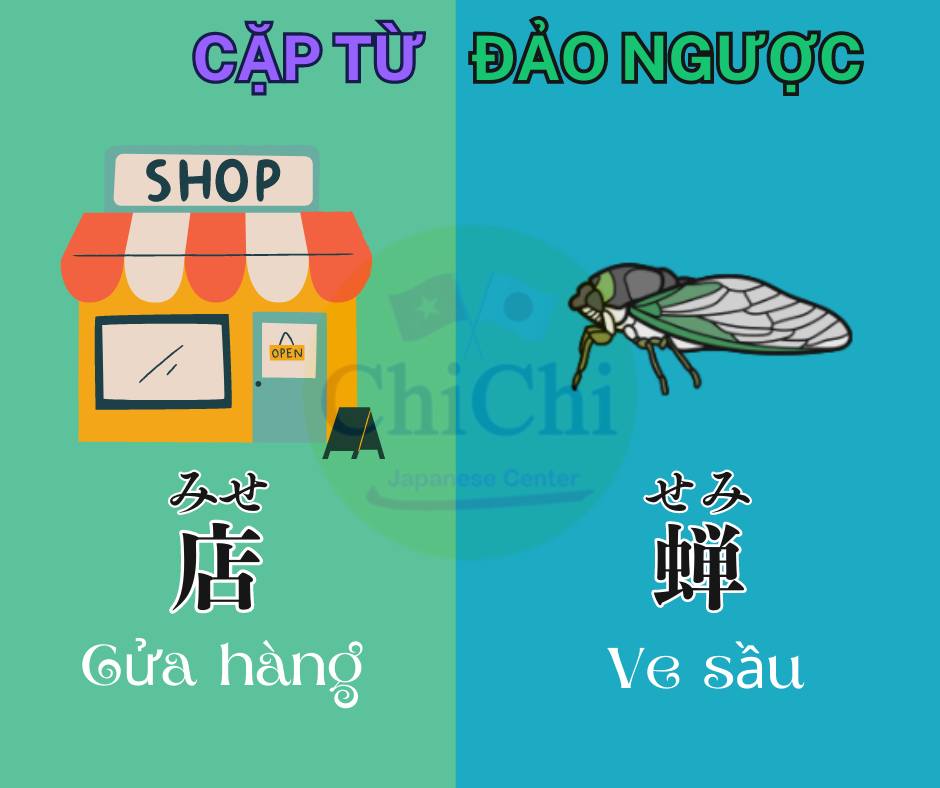 CẶP TỪ ĐẢO NGƯỢC
SHOP
OPEN
ChiChi
Japanese Center
みせ
店
Cửa hàng
せみ
蝉
Ve sầu